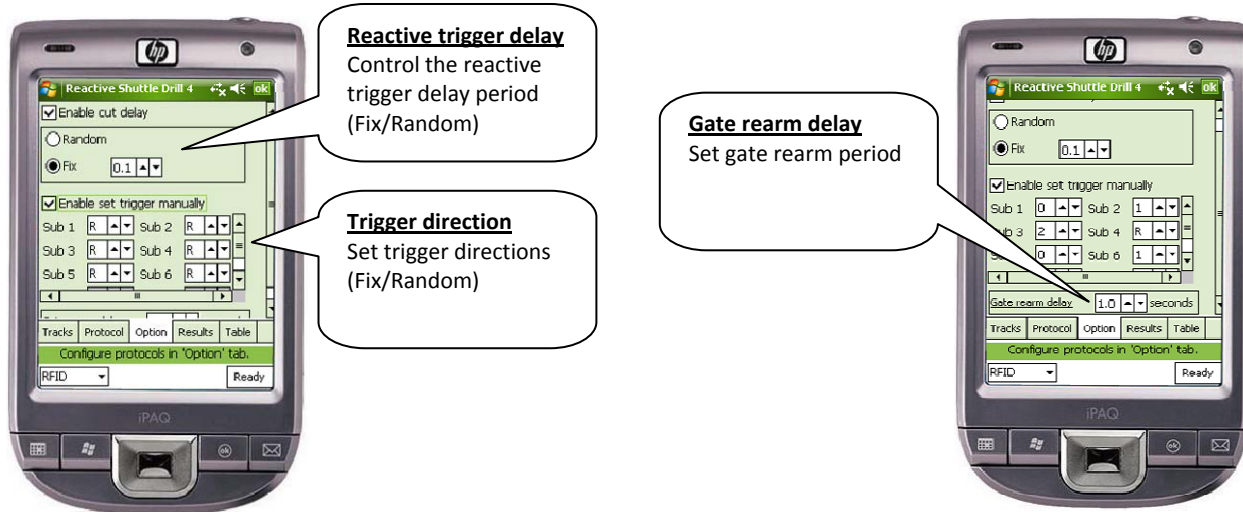 hp
Reactive Shuttle Drill 4 ok
Enable cut delay
Random
Fix 0.1
Enable set trigger manually
Sub 1 R Sub 2 R
Sub 3 R Sub 4 R
Sub 5 R Sub 6 R
Tracks Protocol Option Results Table
Configure protocols in 'Option' tab.
RFID Ready
iPAQ
ok
Reactive trigger delay
Control the reactive
trigger delay period
(Fix/Random)
Trigger direction
Set trigger directions
(Fix/Random)
Gate rearm delay
Set gate rearm period
hp
Reactive Shuttle Drill 4 ok
Random
Fix 0.1
Enable set trigger manually
Sub 1 0 Sub 2 1
Sub 3 2 Sub 4 R
0 Sub 6 1
Gate rearm delay 1.0 seconds
Tracks Protocol Option Results Table
Configure protocols in 'Option' tab.
RFID Ready
iPAQ
ok